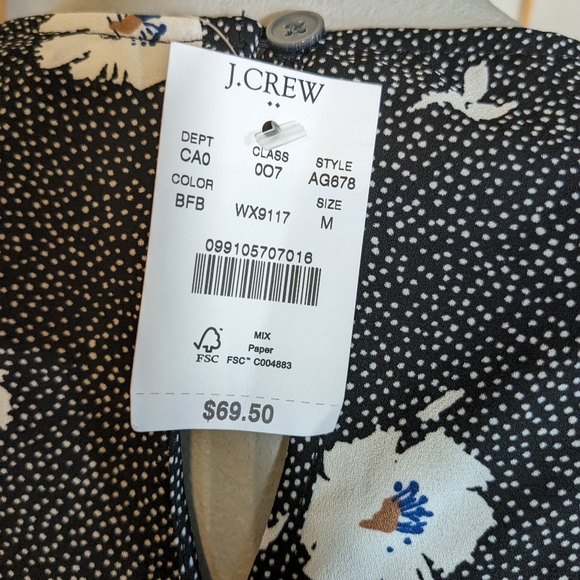 J.CREW
DEPT CLASS STYLE
CA0 007 AG678
COLOR SIZE
BFB WX9117 M
099105707016
MIX
Paper
FSC FSC™ C004883
$69.50